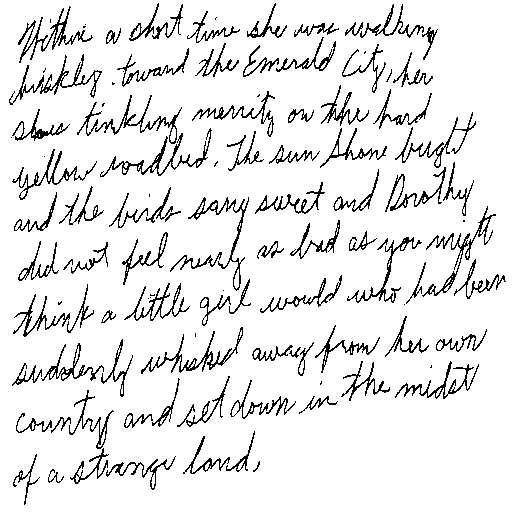 Within a short time she was walking
briskley toward the Emerald City, her
shoes tinkling merrity on thhe hard
yellow roadbed. The sun shone bright
and the birds sang sweet and Dorothy
did not feel nearly as bad as you might
think a little girl would who had been
suddenly whisked away from her own
country and set down in the midst
of a strange land,